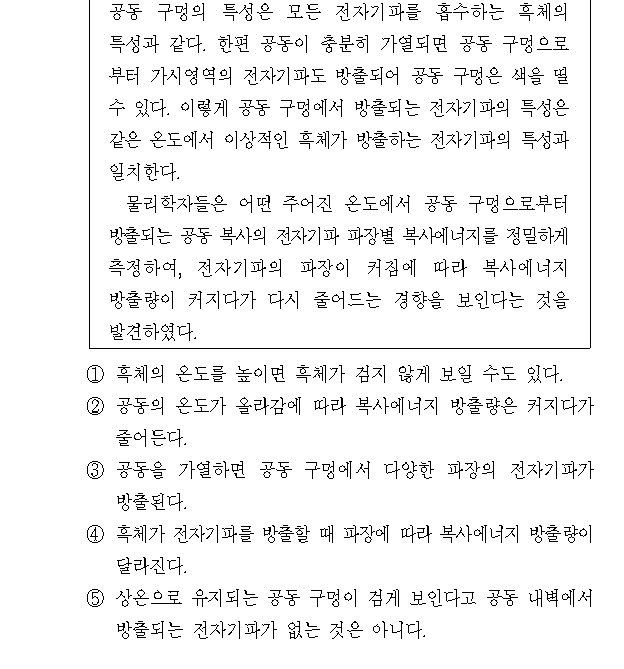 공동 구멍의 특성은 모든 전자기파를 흡수하는 흑체의
특성과 같다. 한편 공동이 충분히 가열되면 공동 구멍으로
부터 가시영역의 전자기파도 방출되어 공동 구멍은 색을 띨
수 있다. 이렇게 공동 구멍에서 방출되는 전자기파의 특성은
같은 온도에서 이상적인 흑체가 방출하는 전자기파의 특성과
일치한다.
물리학자들은 어떤 주어진 온도에서 공동 구멍으로부터
방출되는 공동 복사의 전자기파 파장별 복사에너지를 정밀하게
측정하여, 전자기파의 파장이 커짐에 따라 복사에너지
방출량이 커지다가 다시 줄어드는 경향을 보인다는 것을
발견하였다.
① 흑체의 온도를 높이면 흑체가 검지 않게 보일 수도 있다.
② 공동의 온도가 올라감에 따라 복사에너지 방출량은 커지다가
줄어든다.
③ 공동을 가열하면 공동 구멍에서 다양한 파장의 전자기파가
방출된다.
④ 흑체가 전자기파를 방출할 때 파장에 따라 복사에너지 방출량이
달라진다.
⑤ 상온으로 유지되는 공동 구멍이 검게 보인다고 공동 내벽에서
방출되는 전자기파가 없는 것은 아니다.